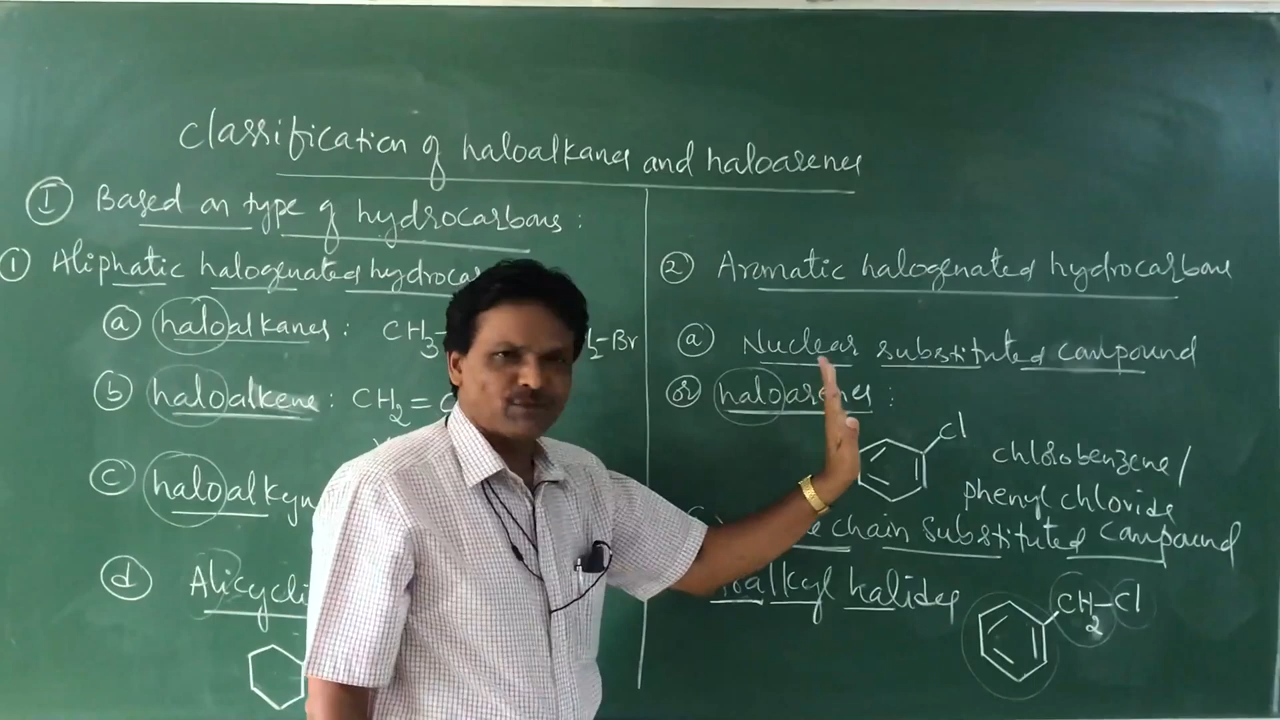 Classification of haloalkanes and haloarenes
I Based on type of hydrocarbons :
1 Aliphatic halogenated hydrocar
a haloalkanes : CH3- 2-Br
b haloalkene : CH2=C
c haloalkyn
d Alicycli
2 Aromatic halogenated hydrocarbons
a Nuclear substituted compound
or haloarenes :
Cl
chlorobenzene/
phenyl chloride
chain substituted compound
alkyl halides
CH2-Cl